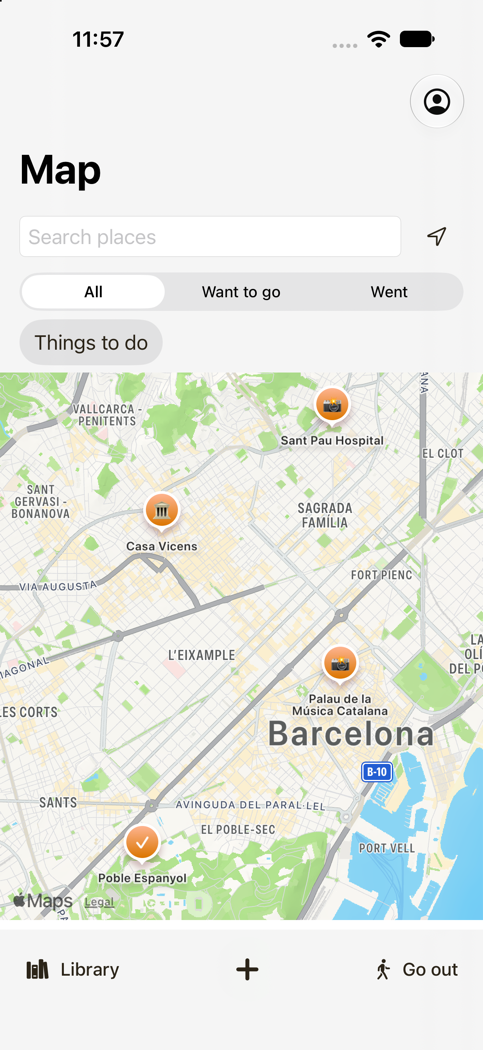 11:57
Map
Search places
All
Want to go
Went
Things to do
VALLCARCA -
PENITENTS
Sant Pau Hospital
EL CLOT
SANT
GERVASI -
BONANOVA
SAGRADA
FAMÍLIA
Casa Vicens
FORT PIENC
VIA AUGUSTA
L'EIXAMPLE
DIAGONAL
LES CORTS
Palau de la
Música Catalana
Barcelona
B-10
SANTS
AVINGUDA DEL PARAL·LEL
EL POBLE-SEC
PORT VELL
Poble Espanyol
Maps
Legal
Library
Go out